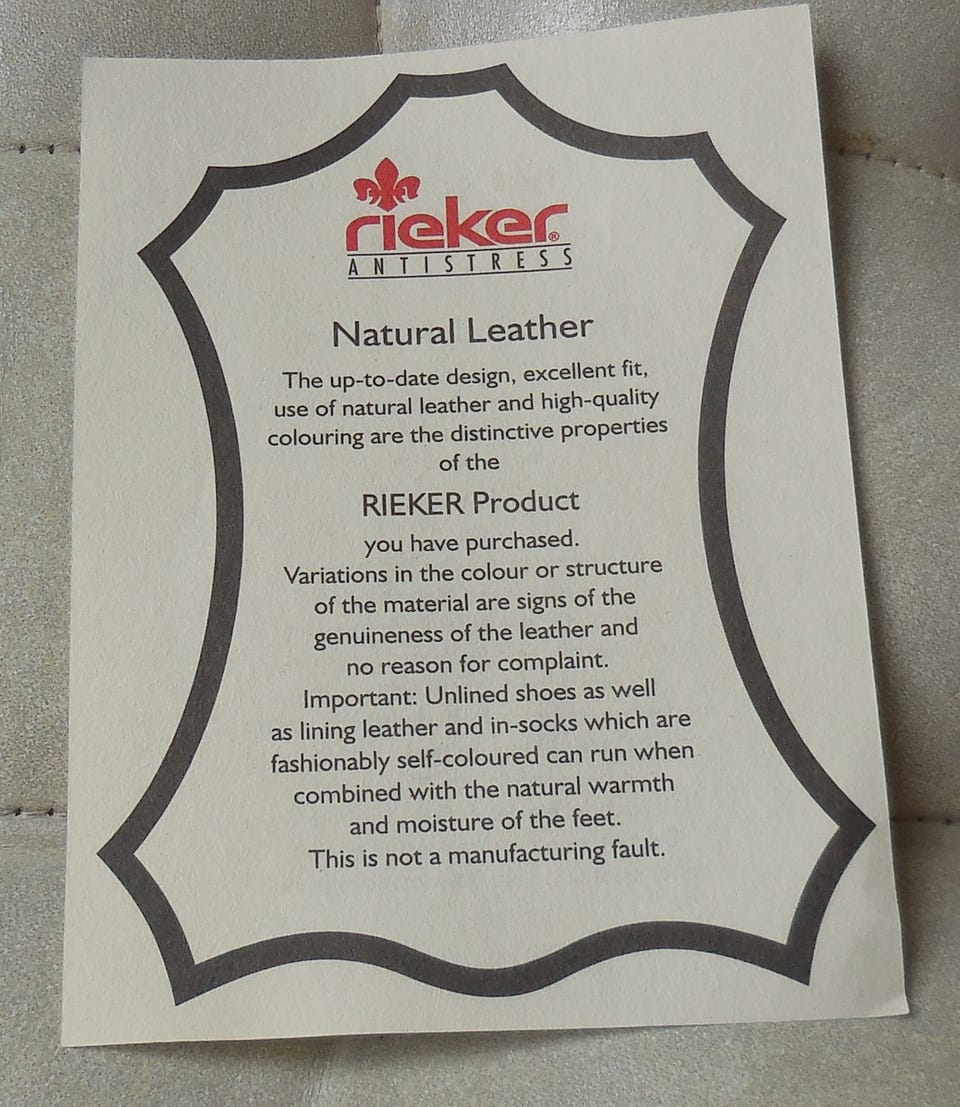 rieker®
ANTISTRESS
Natural Leather
The up-to-date design, excellent fit,
use of natural leather and high-quality
colouring are the distinctive properties
of the
RIEKER Product
you have purchased.
Variations in the colour or structure
of the material are signs of the
genuineness of the leather and
no reason for complaint.
Important: Unlined shoes as well
as lining leather and in-socks which are
fashionably self-coloured can run when
combined with the natural warmth
and moisture of the feet.
This is not a manufacturing fault.